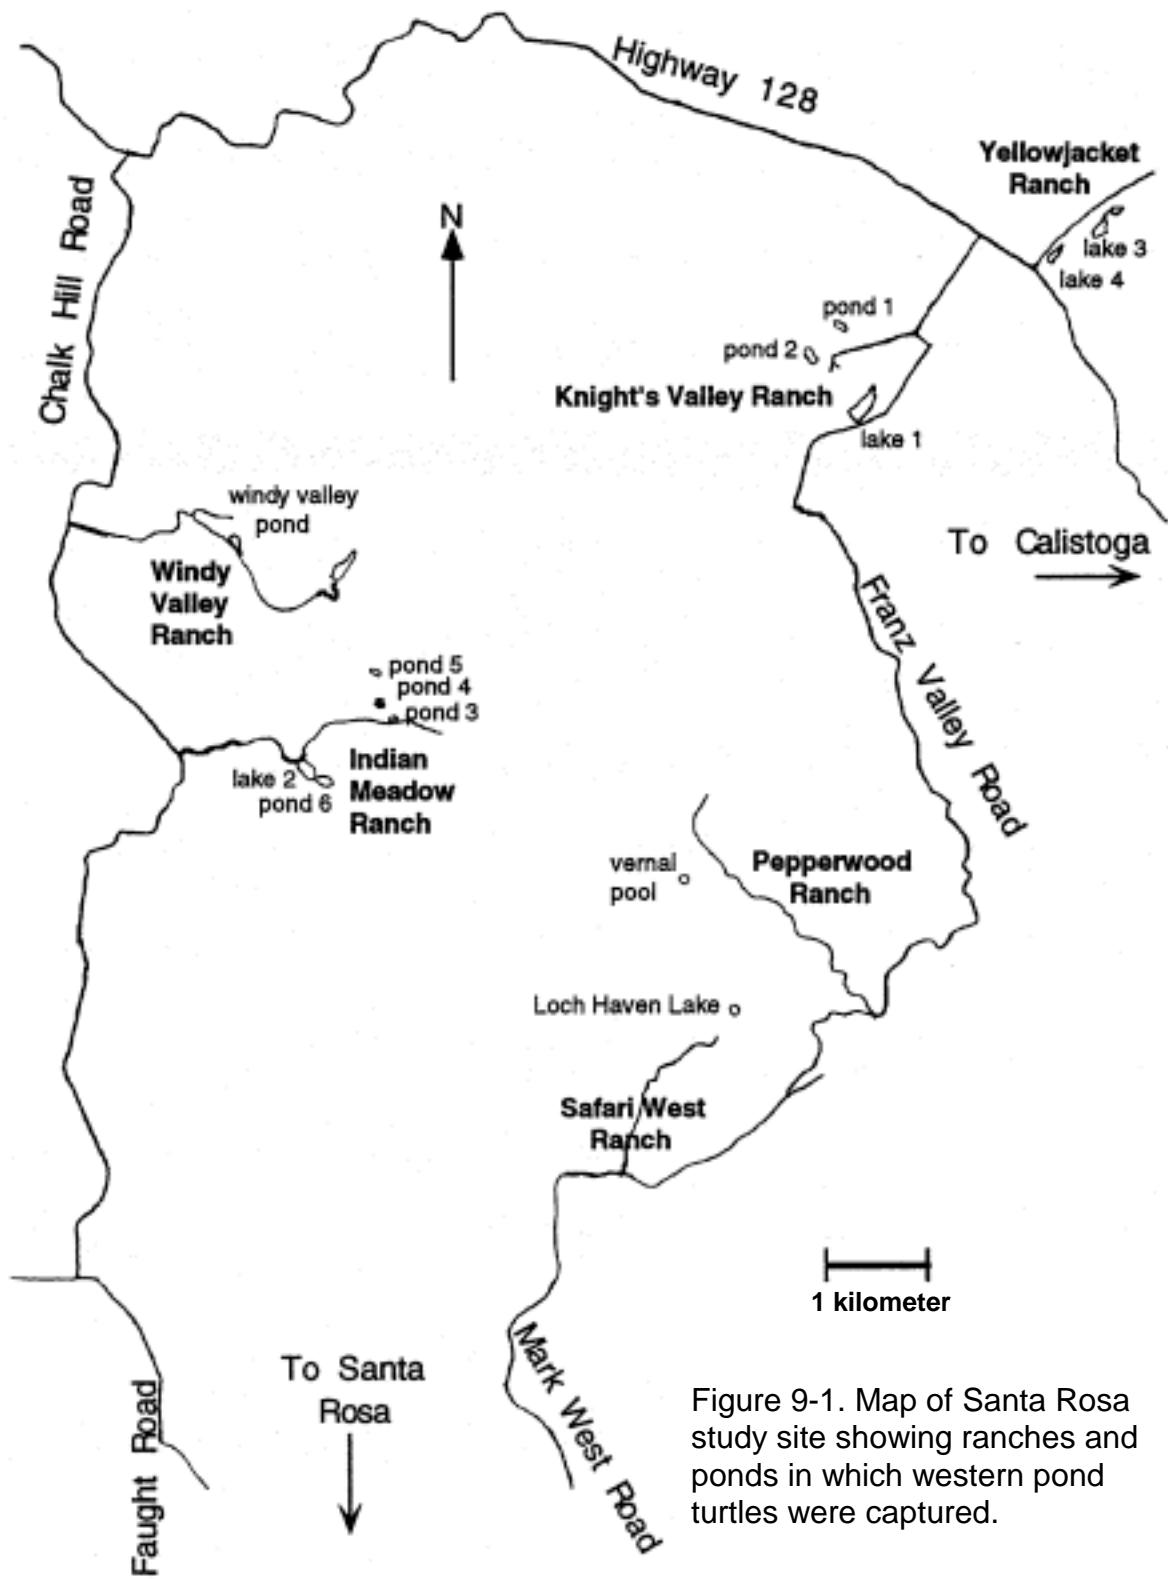 Highway 128
Yellowjacket
Ranch
N
lake 3
lake 4
Chalk Hill Road
pond 1
pond 2
Knight's Valley Ranch
lake 1
windy valley
pond
To Calistoga
Windy
Valley
Ranch
Franz Valley Road
pond 5
pond 4
pond 3
Indian
Meadow
Ranch
lake 2
pond 6
vernal
pool
Pepperwood
Ranch
Loch Haven Lake
Safari West
Ranch
1 kilometer
To Santa
Rosa
Mark West Road
Faught Road
Figure 9-1. Map of Santa Rosa
study site showing ranches and
ponds in which western pond
turtles were captured.